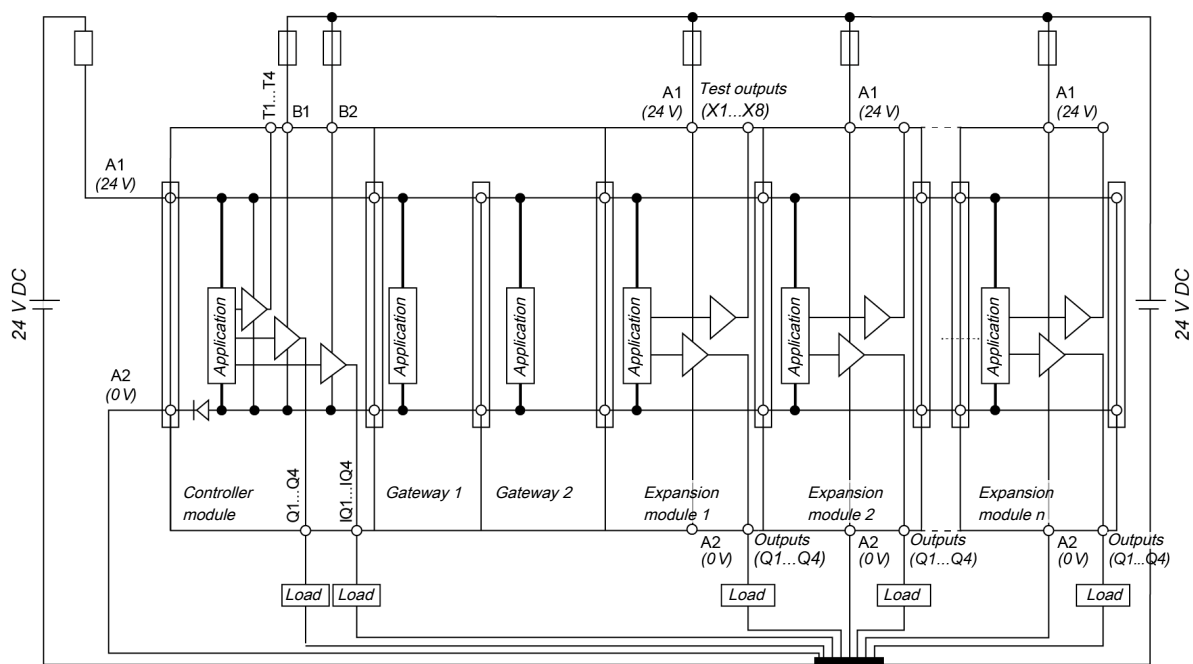 T1...T4
B1
B2
A1
(24 V)
Test outputs
(X1...X8)
A1
(24 V)
A1
(24 V)
A1
(24 V)
24 V DC
24 V DC
Application
Application
Application
Application
Application
Application
A2
(0 V)
Controller
module
Q1...Q4
IQ1...IQ4
Gateway 1
Gateway 2
Expansion
module 1
Expansion
module 2
Expansion
module n
A2
(0 V)
Outputs
(Q1...Q4)
A2
(0 V)
Outputs
(Q1...Q4)
A2
(0 V)
Outputs
(Q1...Q4)
Load
Load
Load
Load
Load